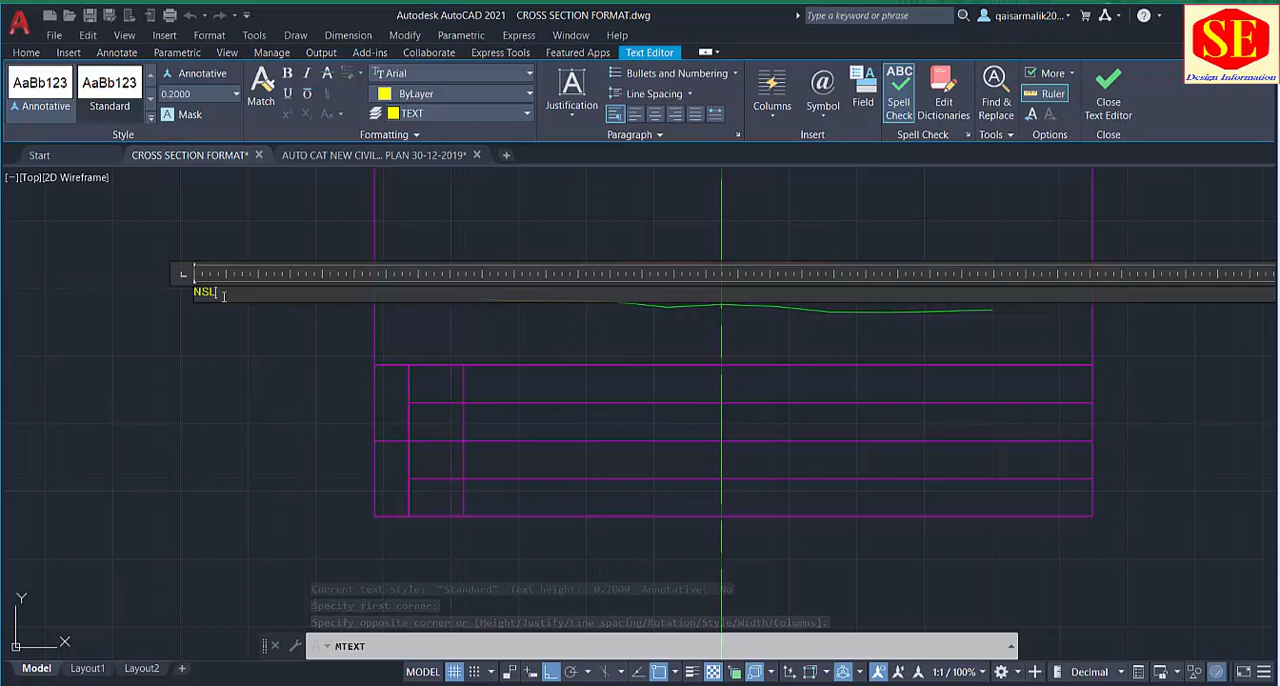 Autodesk AutoCAD 2021 CROSS SECTION FORMAT.dwg
Type a keyword or phrase
qaisarmalik20...
File Edit View Insert Format Tools Draw Dimension Modify Parametric Express Window Help
Home Insert Annotate Parametric View Manage Output Add-ins Collaborate Express Tools Featured Apps Text Editor
SE
Design Information
AaBb123 AaBb123
Annotative Standard
Annotative
0.2000
Mask
Style
Match
B I A
U O
Arial
ByLayer
TEXT
Formatting
Justification
Bullets and Numbering
Line Spacing
Paragraph
Columns
Symbol
Field
Insert
ABC
Spell
Check
Edit
Dictionaries
Spell Check
Find &
Replace
Tools
More
Ruler
Options
Close
Text Editor
Close
Start CROSS SECTION FORMAT* AUTO CAT NEW CIVIL... PLAN 30-12-2019*
[−][Top][2D Wireframe]
NSL
Y
X
Current text style: "Standard" Text height: 0.2000 Annotative: No
Specify first corner:
Specify opposite corner or [Height/Justify/Line spacing/Rotation/Style/Width/Columns]:
MTEXT
Model Layout1 Layout2 +
MODEL 1:1 / 100% Decimal